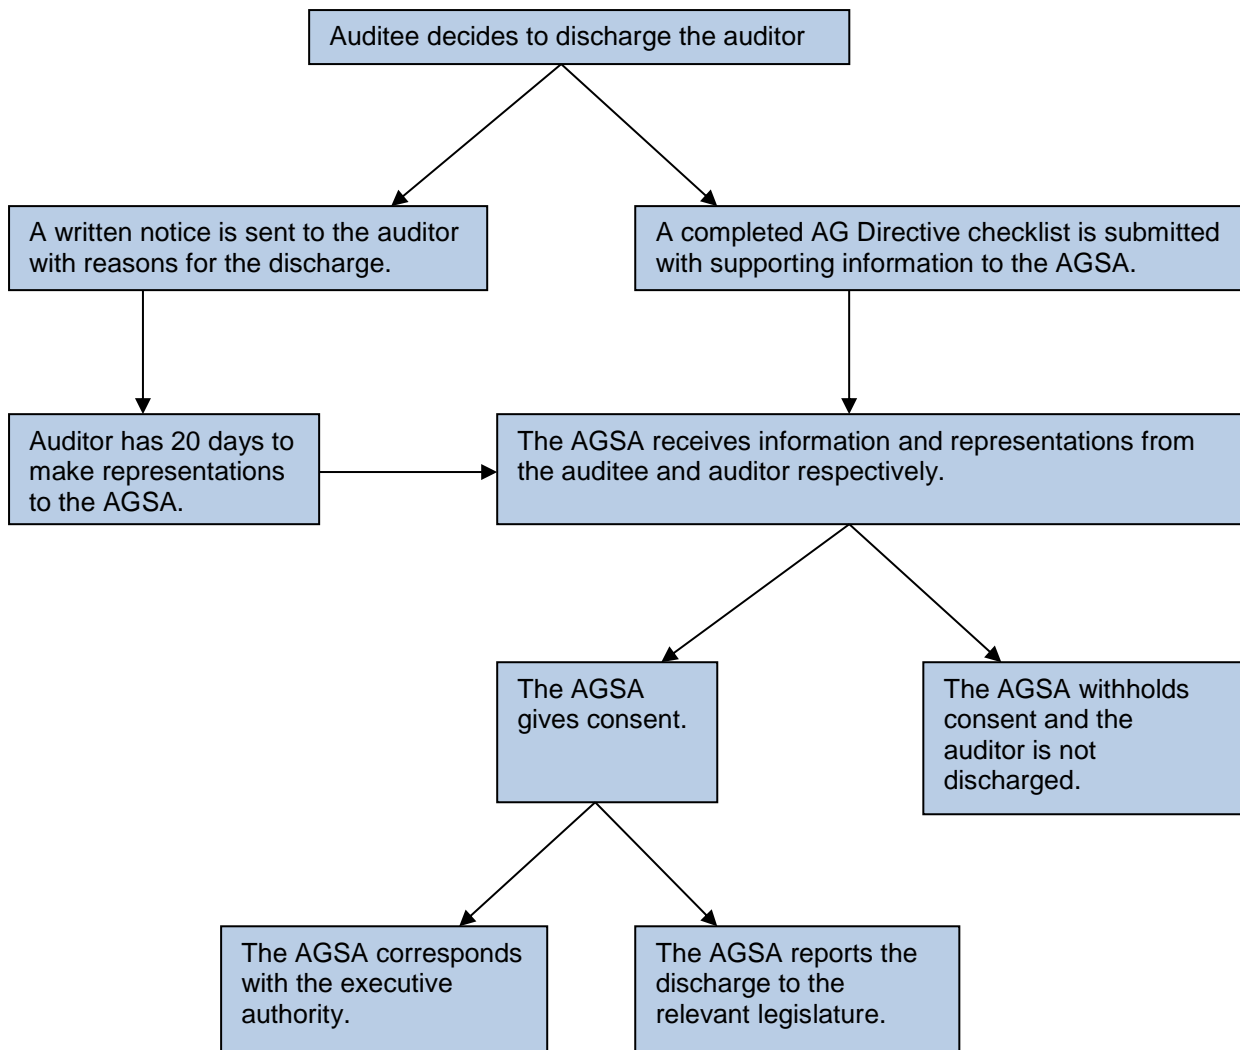 Auditee decides to discharge the auditor
A written notice is sent to the auditor
with reasons for the discharge.
A completed AG Directive checklist is submitted
with supporting information to the AGSA.
Auditor has 20 days to
make representations
to the AGSA.
The AGSA receives information and representations from
the auditee and auditor respectively.
The AGSA
gives consent.
The AGSA withholds
consent and the
auditor is not
discharged.
The AGSA corresponds
with the executive
authority.
The AGSA reports the
discharge to the
relevant legislature.